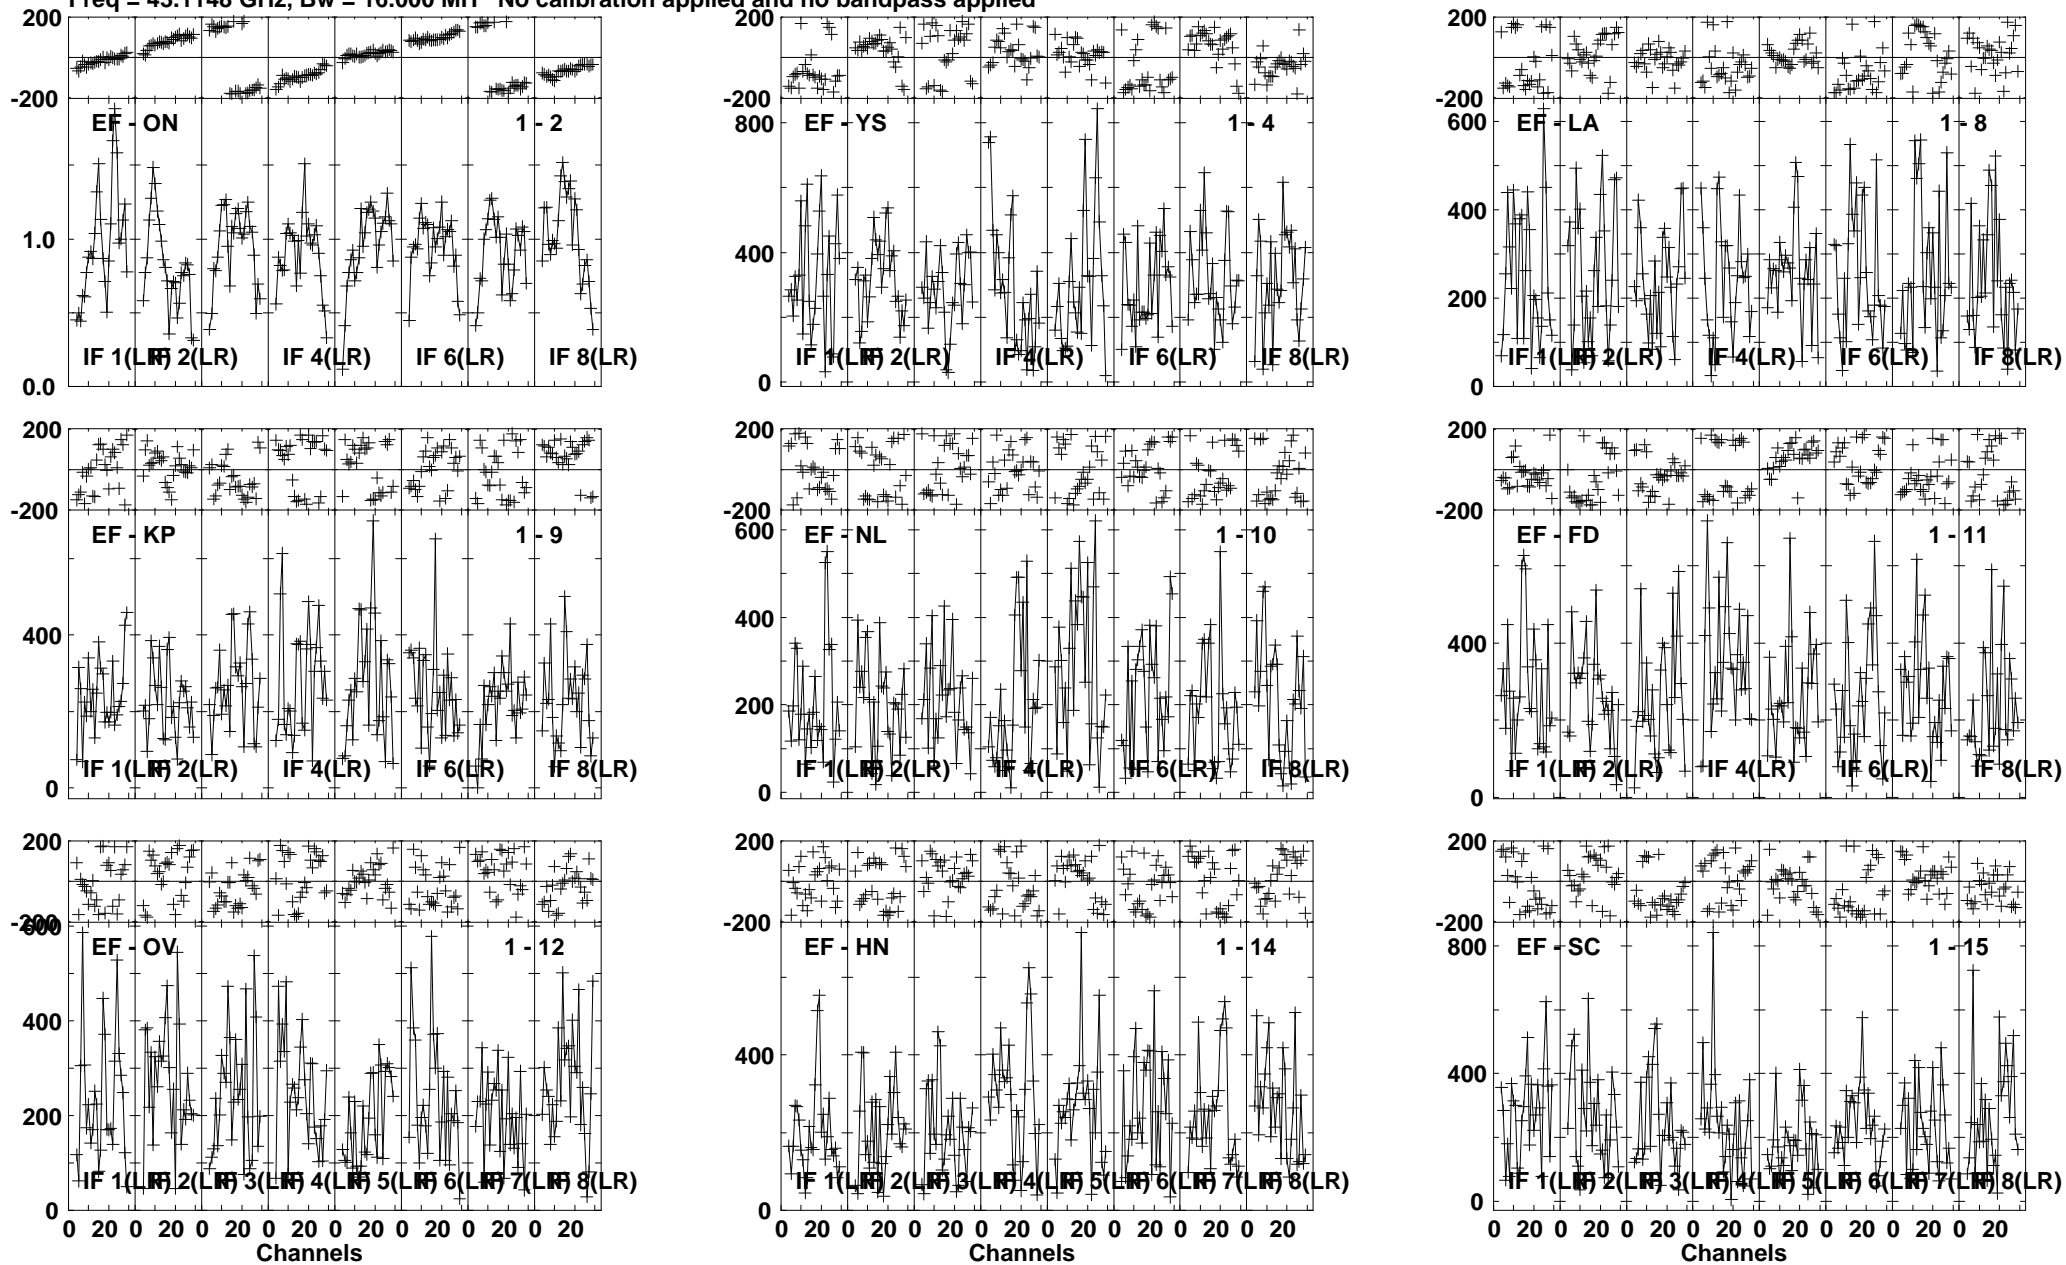 Freq = 43.1148 GHz, Bw = 16.000 MH No calibration applied and no bandpass applied
200 200 200
-200 -200 -200
EF - ON 1 - 2 800 EF - YS 1 - 4 600 EF - LA 1 - 8
400
1.0 400
200
IF 1(LR) IF 2(LR) IF 4(LR) IF 6(LR) IF 8(LR) IF 1(LR) IF 2(LR) IF 4(LR) IF 6(LR) IF 8(LR) IF 1(LR) IF 2(LR) IF 4(LR) IF 6(LR) IF 8(LR)
0.0 0 0
200 200 200
-200 -200 -200
EF - KP 1 - 9 600 EF - NL 1 - 10 EF - FD 1 - 11
400 400 400
200
IF 1(LR) IF 2(LR) IF 4(LR) IF 6(LR) IF 8(LR) IF 1(LR) IF 2(LR) IF 4(LR) IF 6(LR) IF 8(LR) IF 1(LR) IF 2(LR) IF 4(LR) IF 6(LR) IF 8(LR)
0 0 0
200 200 200
-200 -200 -200
600 EF - OV 1 - 12 EF - HN 1 - 14 800 EF - SC 1 - 15
400 400 400
200
IF 1(LR) IF 2(LR) IF 3(LR) IF 4(LR) IF 5(LR) IF 6(LR) IF 7(LR) IF 8(LR) IF 1(LR) IF 2(LR) IF 3(LR) IF 4(LR) IF 5(LR) IF 6(LR) IF 7(LR) IF 8(LR) IF 1(LR) IF 2(LR) IF 3(LR) IF 4(LR) IF 5(LR) IF 6(LR) IF 7(LR) IF 8(LR)
0 0 0
0 20 0 20 0 20 0 20 0 20 0 20 0 20 0 20 0 20 0 20 0 20 0 20 0 20 0 20 0 20 0 20 0 20 0 20 0 20 0 20 0 20 0 20 0 20 0 20
Channels Channels Channels